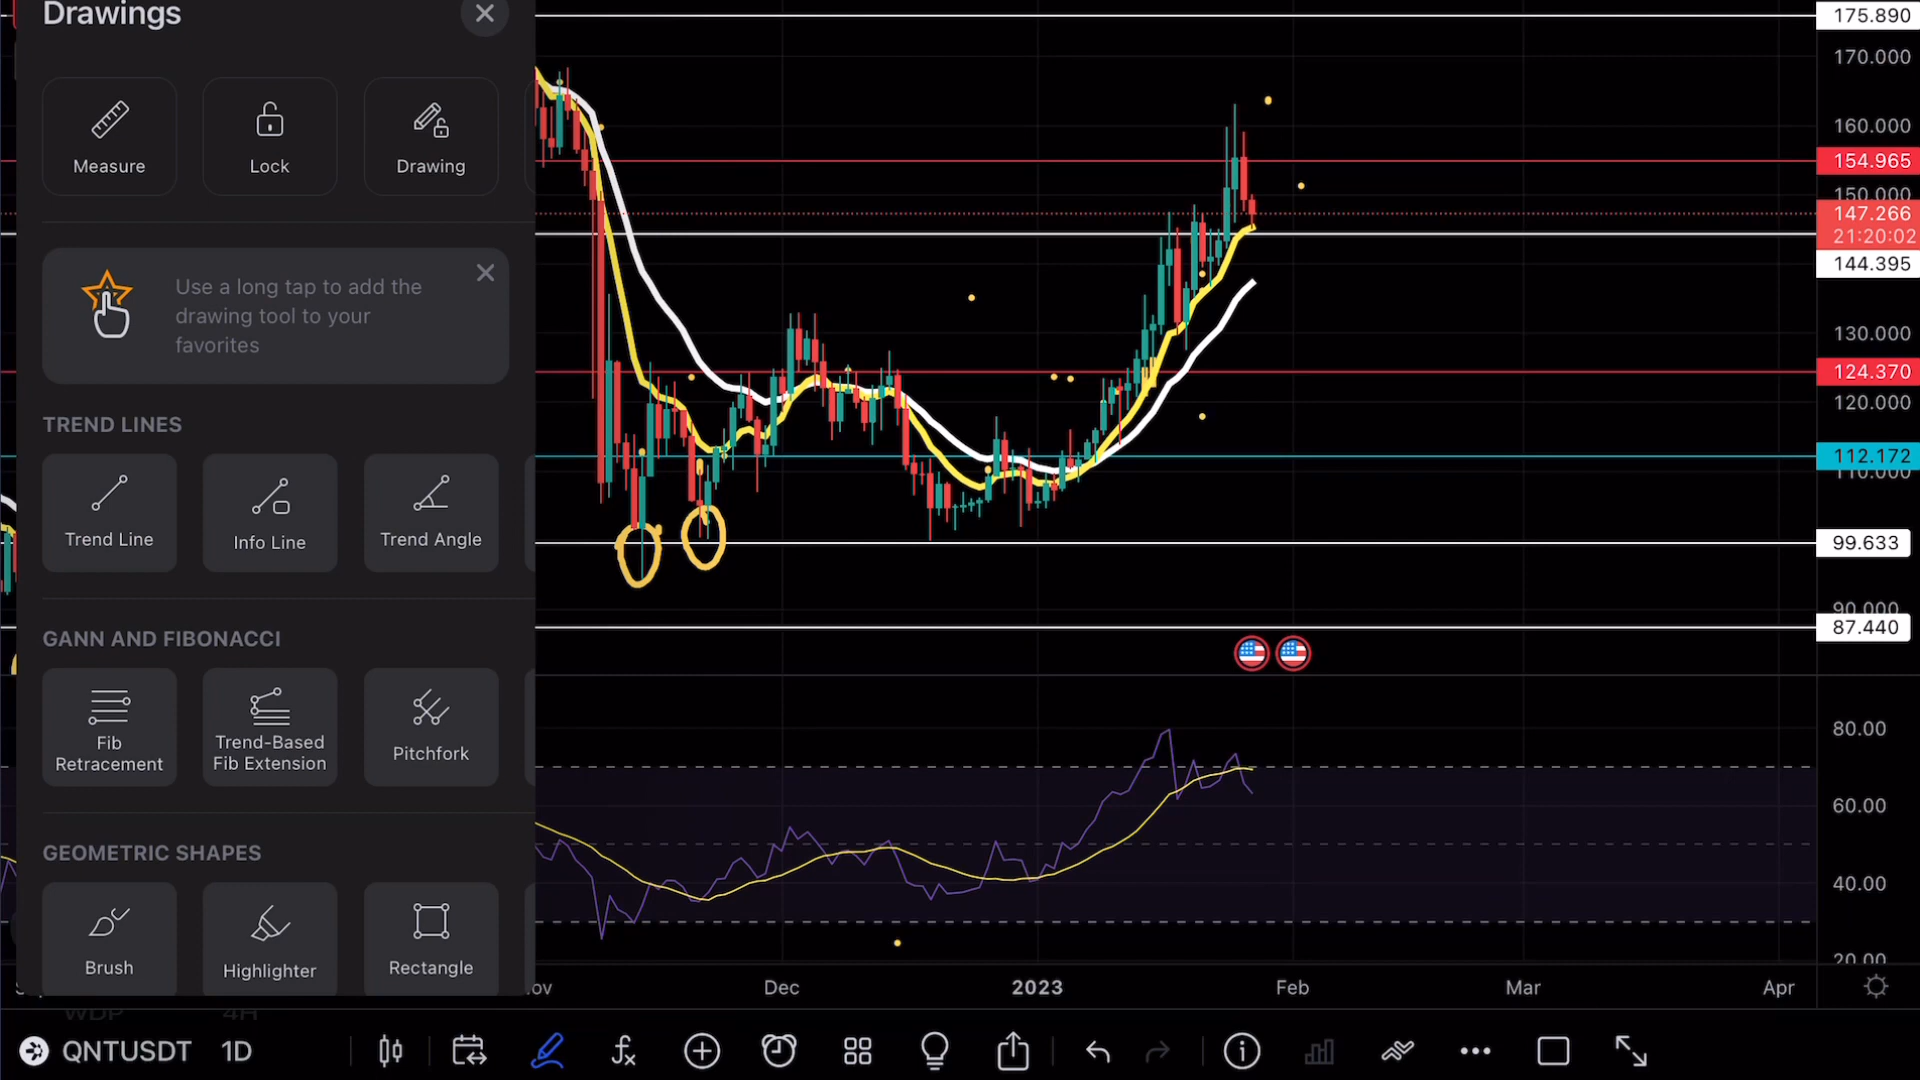 Drawings
Measure
Lock
Drawing
Use a long tap to add the
drawing tool to your
favorites
TREND LINES
Trend Line
Info Line
Trend Angle
GANN AND FIBONACCI
Fib
Retracement
Trend-Based
Fib Extension
Pitchfork
GEOMETRIC SHAPES
Brush
Highlighter
Rectangle
175.890
170.000
160.000
154.965
150.000
147.266
21:20:02
144.395
130.000
124.370
120.000
112.172
110.000
99.633
90.000
87.440
80.00
60.00
40.00
20.00
Dec
2023
Feb
Mar
Apr
QNTUSDT
1D